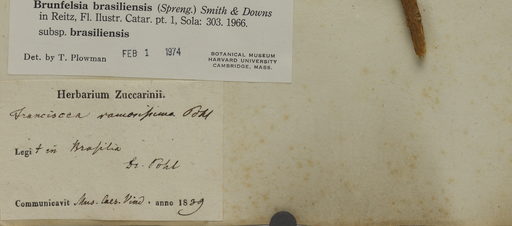 Brunfelsia brasiliensis (Spreng.) Smith & Downs
in Reitz, Fl. Ilustr. Catar. pt. 1, Sola: 303. 1966.
subsp. brasiliensis
Det. by T. Plowman FEB 1 1974
BOTANICAL MUSEUM
HARVARD UNIVERSITY
CAMBRIDGE, MASS.
Herbarium Zuccarinii.
Francisцea ramosissima Pohl
Legit in Brasilia
Dr. Pohl
Communicavit Mus. Caes. Vind. anno 1839